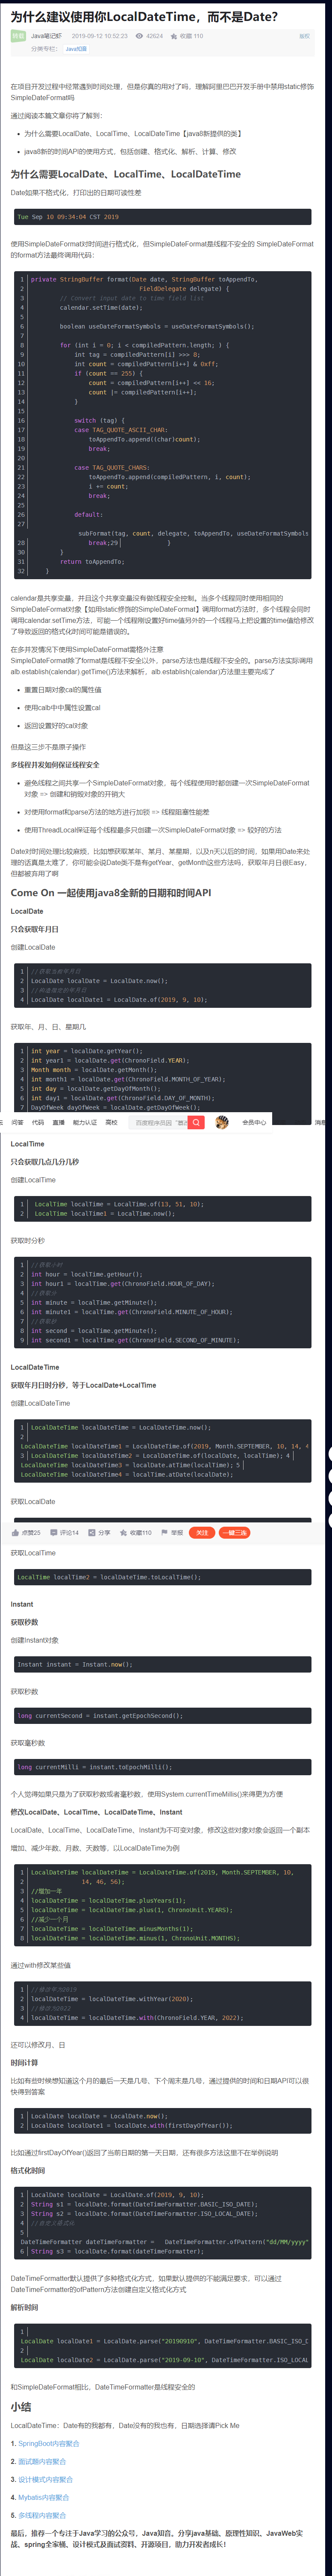 为什么建议使用你LocalDateTime，而不是Date？
转载
Java笔记虾
2019-09-12 10:52:23
42624
收藏 110
版权
分类专栏：
Java知音
在项目开发过程中经常遇到时间处理，但是你真的用对了吗，理解阿里巴巴开发手册中禁用static修饰
SimpleDateFormat吗
通过阅读本篇文章你将了解到：
为什么需要LocalDate、LocalTime、LocalDateTime【java8新提供的类】
java8新的时间API的使用方式，包括创建、格式化、解析、计算、修改
为什么需要LocalDate、LocalTime、LocalDateTime
Date如果不格式化，打印出的日期可读性差
Tue Sep 10 09:34:04 CST 2019
使用SimpleDateFormat对时间进行格式化，但SimpleDateFormat是线程不安全的 SimpleDateFormat
的format方法最终调用代码：
1 private StringBuffer format(Date date, StringBuffer toAppendTo,
2 FieldDelegate delegate) {
3 // Convert input date to time field list
4 calendar.setTime(date);
5
6 boolean useDateFormatSymbols = useDateFormatSymbols();
7
8 for (int i = 0; i < compiledPattern.length; ) {
9 int tag = compiledPattern[i] >>> 8;
10 int count = compiledPattern[i++] & 0xff;
11 if (count == 255) {
12 count = compiledPattern[i++] << 16;
13 count |= compiledPattern[i++];
14 }
15
16 switch (tag) {
17 case TAG_QUOTE_ASCII_CHAR:
18 toAppendTo.append((char)count);
19 break;
20
21 case TAG_QUOTE_CHARS:
22 toAppendTo.append(compiledPattern, i, count);
23 i += count;
24 break;
25
26 default:
27
subFormat(tag, count, delegate, toAppendTo, useDateFormatSymbols
28 break;29 }
30 }
31 return toAppendTo;
32 }
calendar是共享变量，并且这个共享变量没有做线程安全控制。当多个线程同时使用相同的
SimpleDateFormat对象【如用static修饰的SimpleDateFormat】调用format方法时，多个线程会同时
调用calendar.setTime方法，可能一个线程刚设置好time值另外的一个线程马上把设置的time值给修改
了导致返回的格式化时间可能是错误的。
在多并发情况下使用SimpleDateFormat需格外注意
SimpleDateFormat除了format是线程不安全以外，parse方法也是线程不安全的。parse方法实际调用
alb.establish(calendar).getTime()方法来解析，alb.establish(calendar)方法里主要完成了
重置日期对象cal的属性值
使用calb中中属性设置cal
返回设置好的cal对象
但是这三步不是原子操作
多线程并发如何保证线程安全
避免线程之间共享一个SimpleDateFormat对象，每个线程使用时都创建一次SimpleDateFormat
对象 => 创建和销毁对象的开销大
对使用format和parse方法的地方进行加锁 => 线程阻塞性能差
使用ThreadLocal保证每个线程最多只创建一次SimpleDateFormat对象 => 较好的方法
Date对时间处理比较麻烦，比如想获取某年、某月、某星期，以及n天以后的时间，如果用Date来处
理的话真是太难了，你可能会说Date类不是有getYear、getMonth这些方法吗，获取年月日很Easy，
但都被弃用了啊
Come On 一起使用java8全新的日期和时间API
LocalDate
只会获取年月日
创建LocalDate
1 //获取当前年月日
2 LocalDate localDate = LocalDate.now();
3 //构造指定的年月日
4 LocalDate localDate1 = LocalDate.of(2019, 9, 10);
获取年、月、日、星期几
1 int year = localDate.getYear();
2 int year1 = localDate.get(ChronoField.YEAR);
3 Month month = localDate.getMonth();
4 int month1 = localDate.get(ChronoField.MONTH_OF_YEAR);
5 int day = localDate.getDayOfMonth();
6 int day1 = localDate.get(ChronoField.DAY_OF_MONTH);
7 DayOfWeek dayOfWeek = localDate.getDayOfWeek();
问答 代码 直播 能力认证 高校
会员中心
LocalTime
只会获取几点几分几秒
创建LocalTime
1 LocalTime localTime = LocalTime.of(13, 51, 10);
2 LocalTime localTime1 = LocalTime.now();
获取时分秒
1 //获取小时
2 int hour = localTime.getHour();
3 int hour1 = localTime.get(ChronoField.HOUR_OF_DAY);
4 //获取分
5 int minute = localTime.getMinute();
6 int minute1 = localTime.get(ChronoField.MINUTE_OF_HOUR);
7 //获取秒
8 int second = localTime.getMinute();
9 int second1 = localTime.get(ChronoField.SECOND_OF_MINUTE);
LocalDateTime
获取年月日时分秒，等于LocalDate+LocalTime
创建LocalDateTime
1 LocalDateTime localDateTime = LocalDateTime.now();
2
LocalDateTime localDateTime1 = LocalDateTime.of(2019, Month.SEPTEMBER, 10, 14, 4
3 LocalDateTime localDateTime2 = LocalDateTime.of(localDate, localTime); 4
LocalDateTime localDateTime3 = localDate.atTime(localTime); 5
LocalDateTime localDateTime4 = localTime.atDate(localDate);
获取LocalDate
点赞25 评论14 分享 收藏110 举报 关注 一键三连
获取LocalTime
LocalTime localTime2 = localDateTime.toLocalTime();
Instant
获取秒数
创建Instant对象
Instant instant = Instant.now();
获取秒数
long currentSecond = instant.getEpochSecond();
获取毫秒数
long currentMilli = instant.toEpochMilli();
个人觉得如果只是为了获取秒数或者毫秒数，使用System.currentTimeMillis()来得更为方便
修改LocalDate、LocalTime、LocalDateTime、Instant
LocalDate、LocalTime、LocalDateTime、Instant为不可变对象，修改这些对象对象会返回一个副本
增加、减少年数、月数、天数等，以LocalDateTime为例
1 LocalDateTime localDateTime = LocalDateTime.of(2019, Month.SEPTEMBER, 10,
2 14, 46, 56);
3 //增加一年
4 localDateTime = localDateTime.plusYears(1);
5 localDateTime = localDateTime.plus(1, ChronoUnit.YEARS);
6 //减少一个月
7 localDateTime = localDateTime.minusMonths(1);
8 localDateTime = localDateTime.minus(1, ChronoUnit.MONTHS);
通过with修改某些值
1 //修改年为2019
2 localDateTime = localDateTime.withYear(2020);
3 //修改为2022
4 localDateTime = localDateTime.with(ChronoField.YEAR, 2022);
还可以修改月、日
时间计算
比如有些时候想知道这个月的最后一天是几号、下个周末是几号，通过提供的时间和日期API可以很
快得到答案
1 LocalDate localDate = LocalDate.now();
2 LocalDate localDate1 = localDate.with(firstDayOfYear());
比如通过firstDayOfYear()返回了当前日期的第一天日期，还有很多方法这里不在举例说明
格式化时间
1 LocalDate localDate = LocalDate.of(2019, 9, 10);
2 String s1 = localDate.format(DateTimeFormatter.BASIC_ISO_DATE);
3 String s2 = localDate.format(DateTimeFormatter.ISO_LOCAL_DATE);
4 //自定义格式化
5
DateTimeFormatter dateTimeFormatter = DateTimeFormatter.ofPattern("dd/MM/yyyy"
6 String s3 = localDate.format(dateTimeFormatter);
DateTimeFormatter默认提供了多种格式化方式，如果默认提供的不能满足要求，可以通过
DateTimeFormatter的ofPattern方法创建自定义格式化方式
解析时间
1
LocalDate localDate1 = LocalDate.parse("20190910", DateTimeFormatter.BASIC_ISO_D
2
LocalDate localDate2 = LocalDate.parse("2019-09-10", DateTimeFormatter.ISO_LOCAL
和SimpleDateFormat相比，DateTimeFormatter是线程安全的
小结
LocalDateTime：Date有的我都有，Date没有的我也有，日期选择请Pick Me
1. SpringBoot内容聚合
2. 面试题内容聚合
3. 设计模式内容聚合
4. Mybatis内容聚合
5. 多线程内容聚合
最后，推荐一个专注于Java学习的公众号，Java知音。分享java基础、原理性知识、JavaWeb实
战、spring全家桶、设计模式及面试资料、开源项目，助力开发者成长！